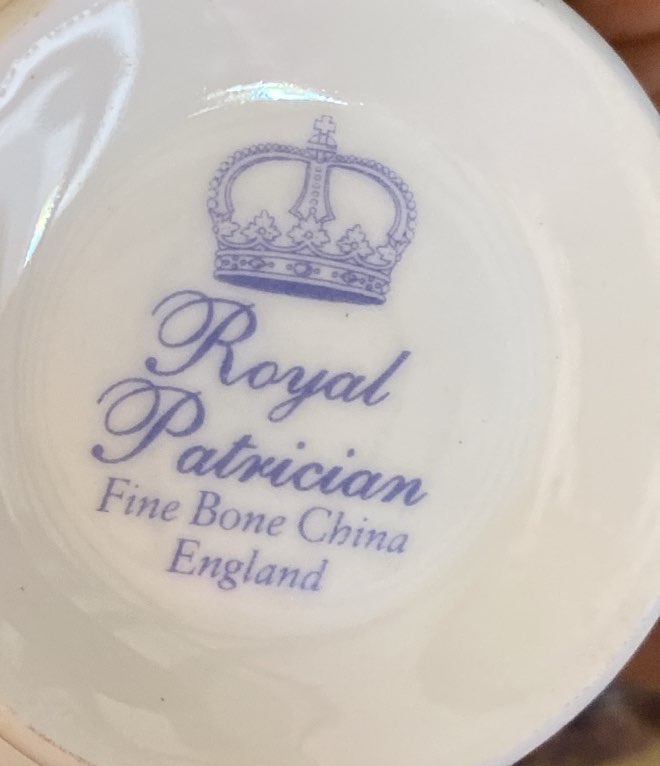 Royal
Patrician
Fine Bone China
England